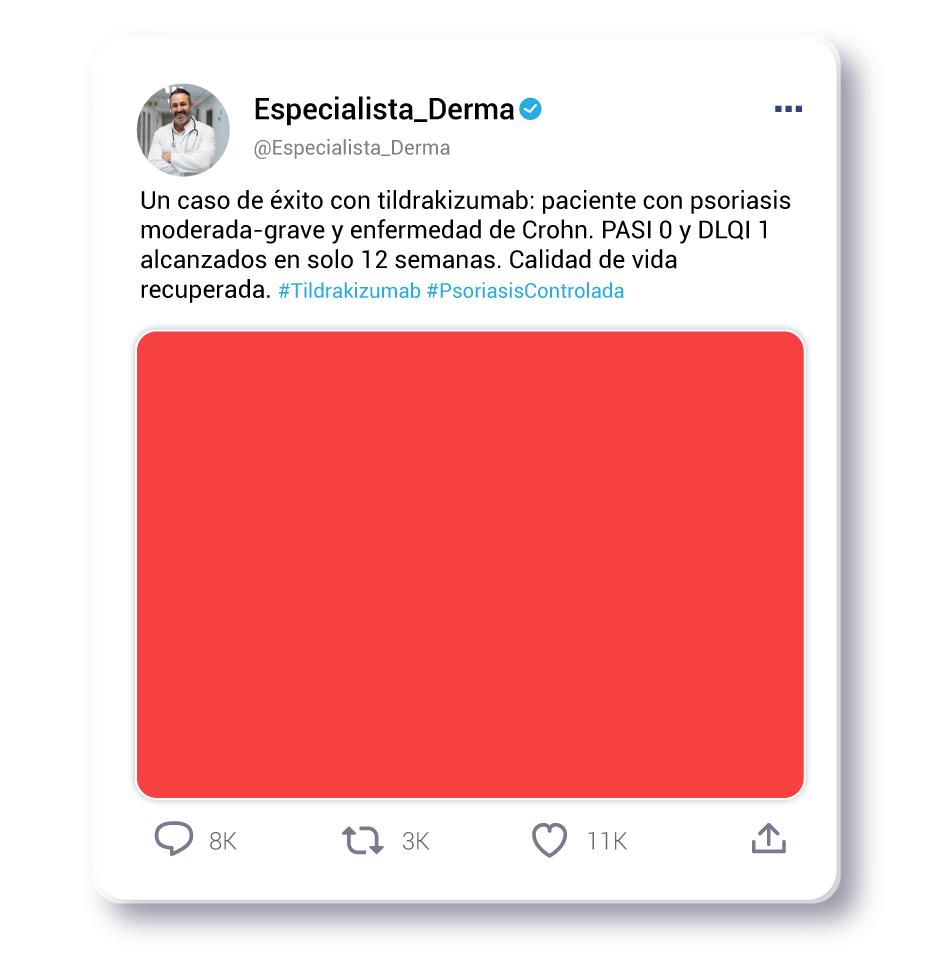 Especialista_Derma
@Especialista_Derma
Un caso de éxito con tildrakizumab: paciente con psoriasis
moderada-grave y enfermedad de Crohn. PASI 0 y DLQI 1
alcanzados en solo 12 semanas. Calidad de vida
recuperada. #Tildrakizumab #PsoriasisControlada
8K 3K 11K